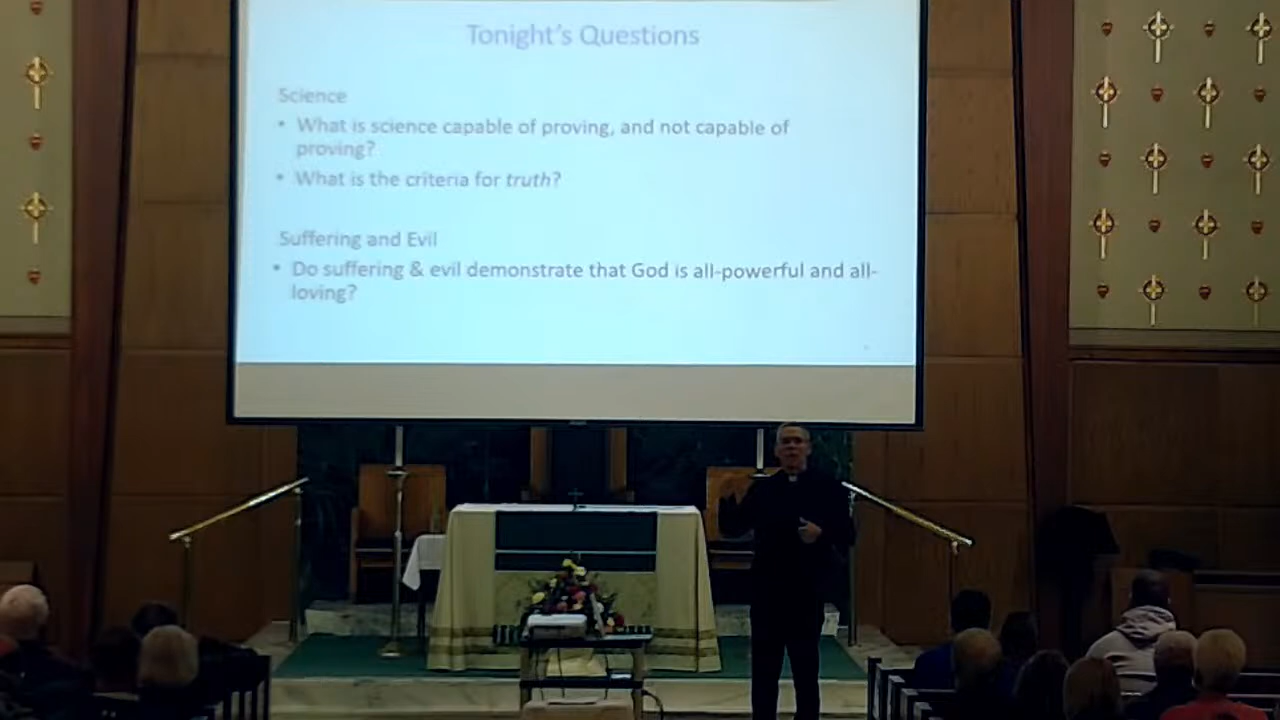 Tonight's Questions
Science
• What is science capable of proving, and not capable of
proving?
• What is the criteria for truth?
Suffering and Evil
• Do suffering & evil demonstrate that God is all-powerful and all-
loving?